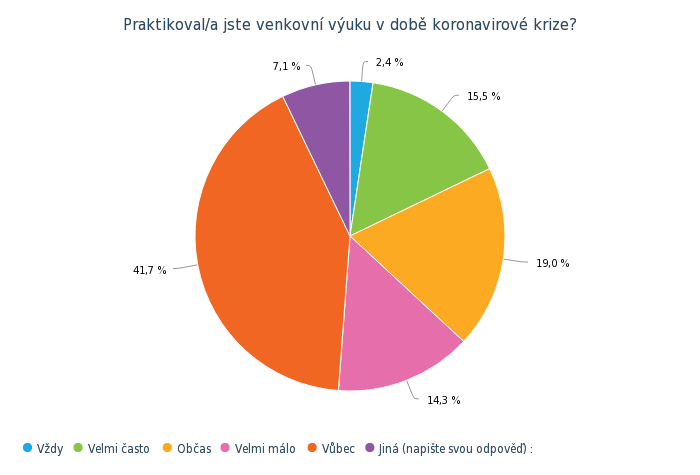 Praktikoval/a jste venkovní výuku v době koronavirové krize?
7,1 %
2,4 %
15,5 %
19,0 %
41,7 %
14,3 %
Vždy
Velmi často
Občas
Velmi málo
Vůbec
Jiná (napište svou odpověď) :